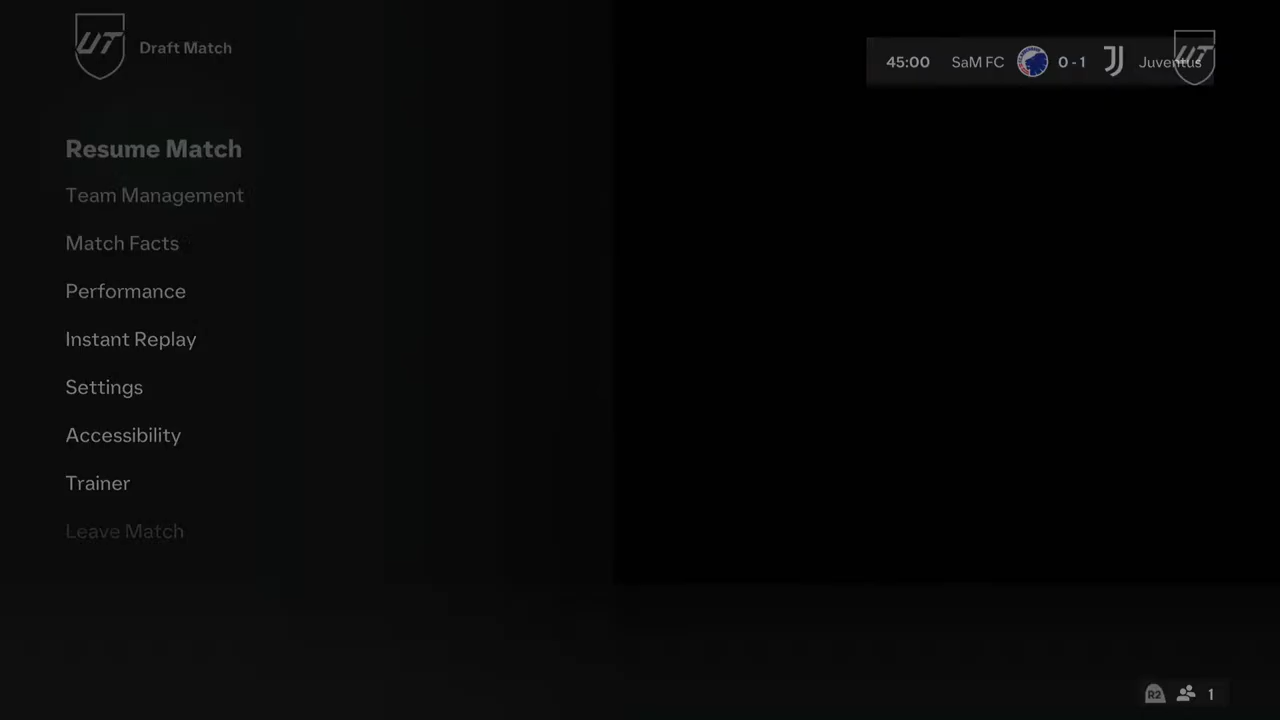 UT Draft Match
45:00 SaM FC 0 - 1 Juventus
UT
Resume Match
Team Management
Match Facts
Performance
Instant Replay
Settings
Accessibility
Trainer
Leave Match
R2 1